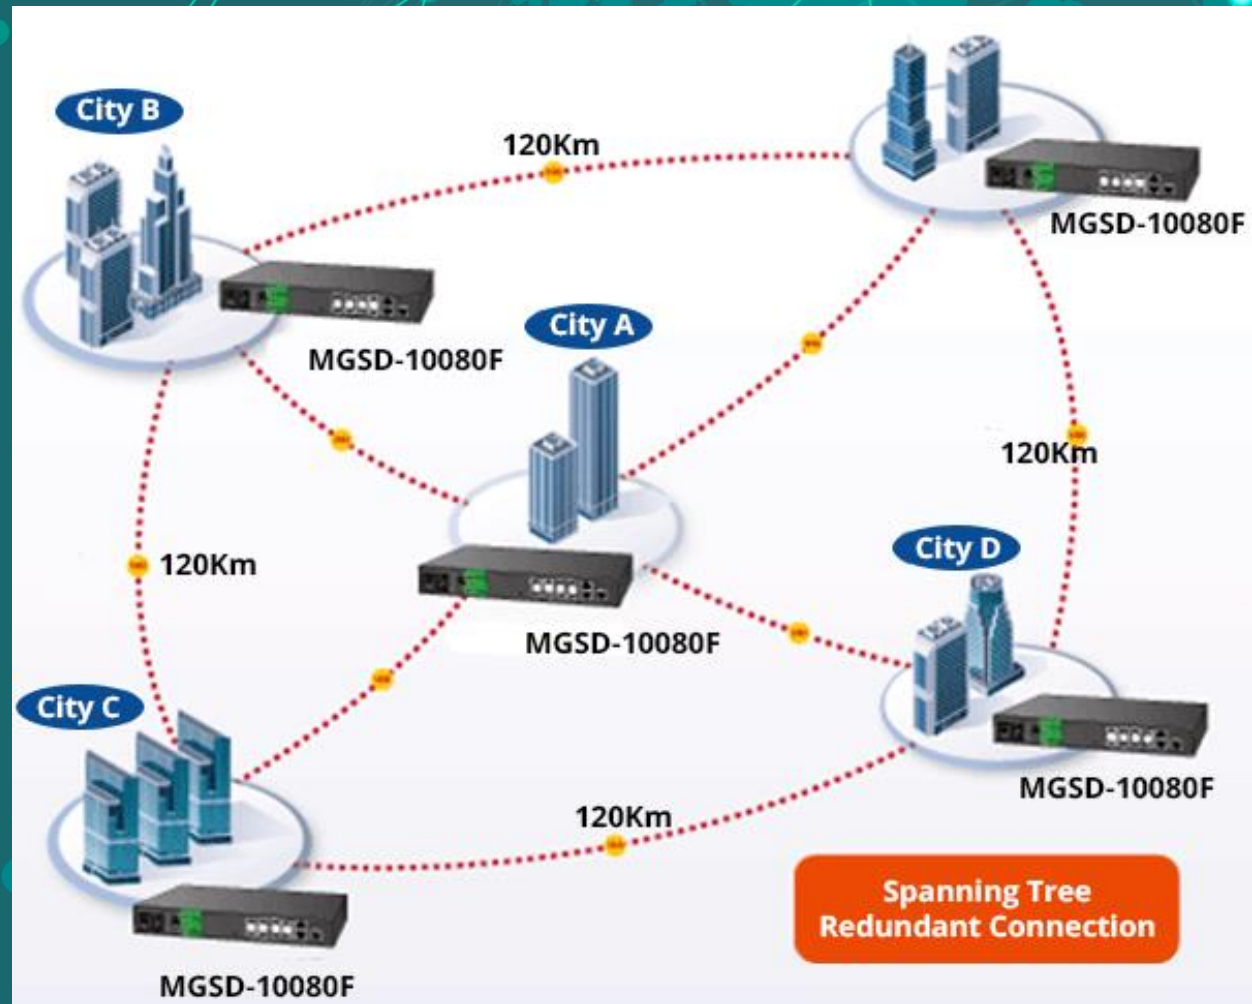 City B
120Km
MGSD-10080F
MGSD-10080F
City A
120Km
City D
120Km
MGSD-10080F
City C
MGSD-10080F
120Km
Spanning Tree
Redundant Connection
MGSD-10080F